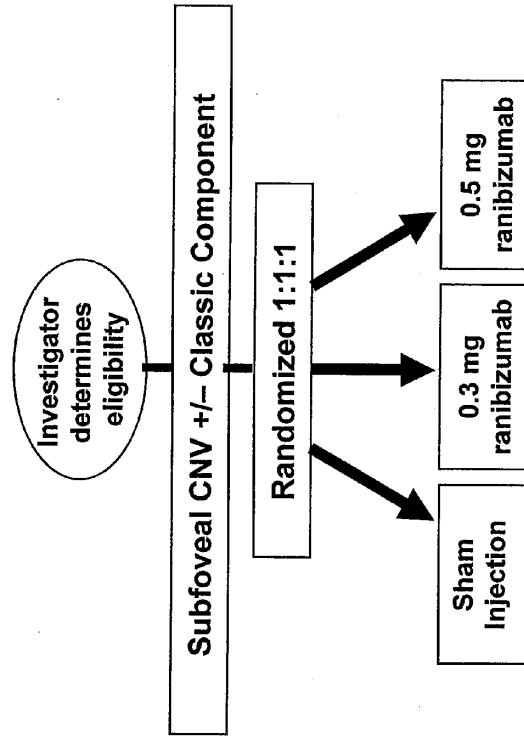 Investigator
determines
eligibility
Subfoveal CNV +/– Classic Component
Randomized 1:1:1
Sham
Injection
0.3 mg
ranibizumab
0.5 mg
ranibizumab